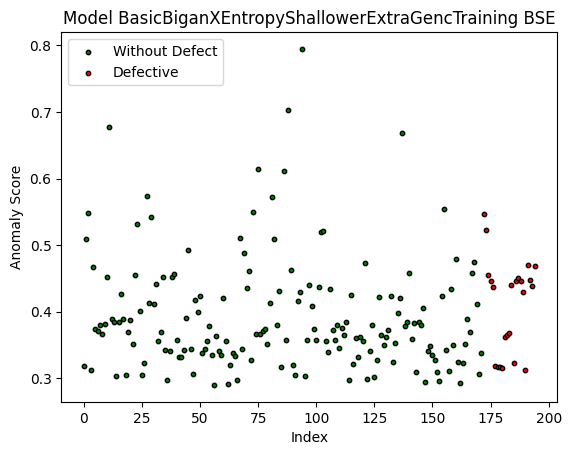 Model BasicBiganXEntropyShallowerExtraGencTraining BSE
Without Defect
Defective
0.8
0.7
0.6
0.5
0.4
0.3
Anomaly Score
0 25 50 75 100 125 150 175 200
Index